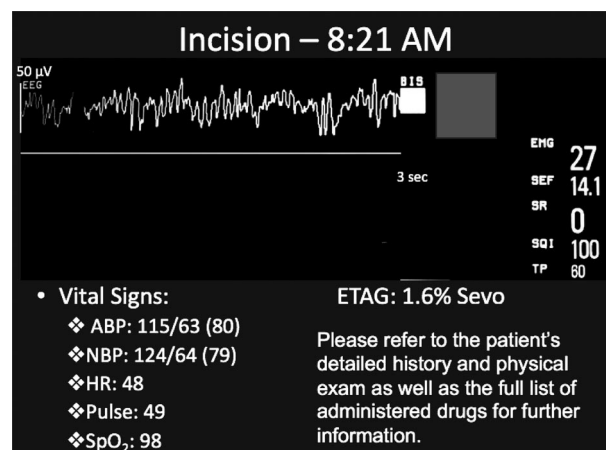 Incision – 8:21 AM
50 μV
EEG
BIS
EMG
27
3 sec
SEF
14.1
SR
0
SQI
100
TP
60
• Vital Signs:
❖ ABP: 115/63 (80)
❖NBP: 124/64 (79)
❖HR: 48
❖Pulse: 49
❖SpO₂: 98
ETAG: 1.6% Sevo
Please refer to the patient's
detailed history and physical
exam as well as the full list of
administered drugs for further
information.